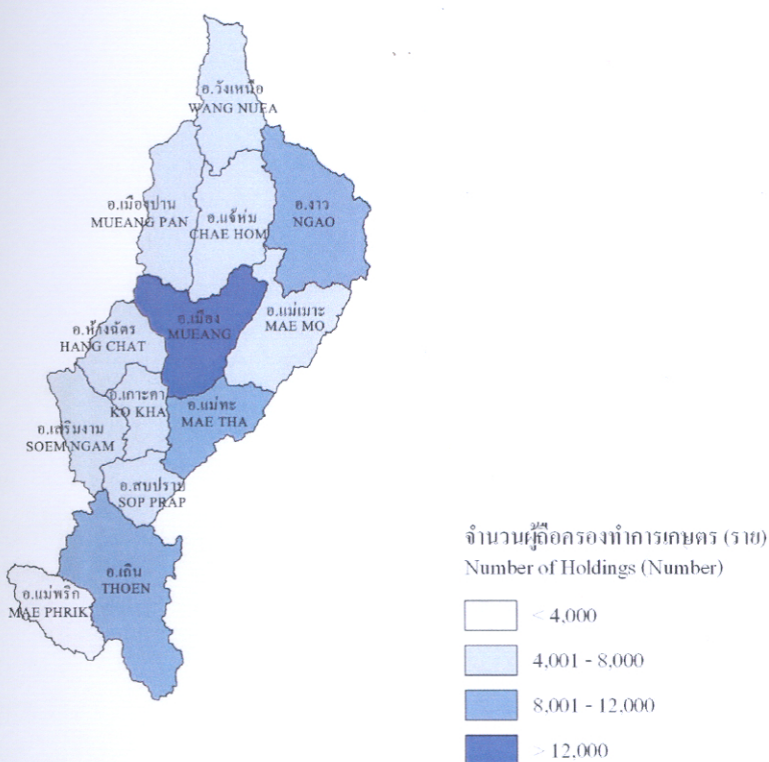 อ.วังเหนือ
WANG NUEA
อ.เมืองปาน
MUEANG PAN
อ.แจ้ห่ม
CHAE HOM
อ.งาว
NGAO
อ.เมือง
MUEANG
อ.แม่เมาะ
MAE MO
อ.ห้างฉัตร
HANG CHAT
อ.เกาะคา
KO KHA
อ.แม่ทะ
MAE THA
อ.เสริมงาม
SOEM NGAM
อ.สบปราบ
SOP PRAP
อ.เถิน
THOEN
อ.แม่พริก
MAE PHRIK
จำนวนผู้ถือครองทำการเกษตร (ราย)
Number of Holdings (Number)
< 4,000
4,001 - 8,000
8,001 - 12,000
> 12,000